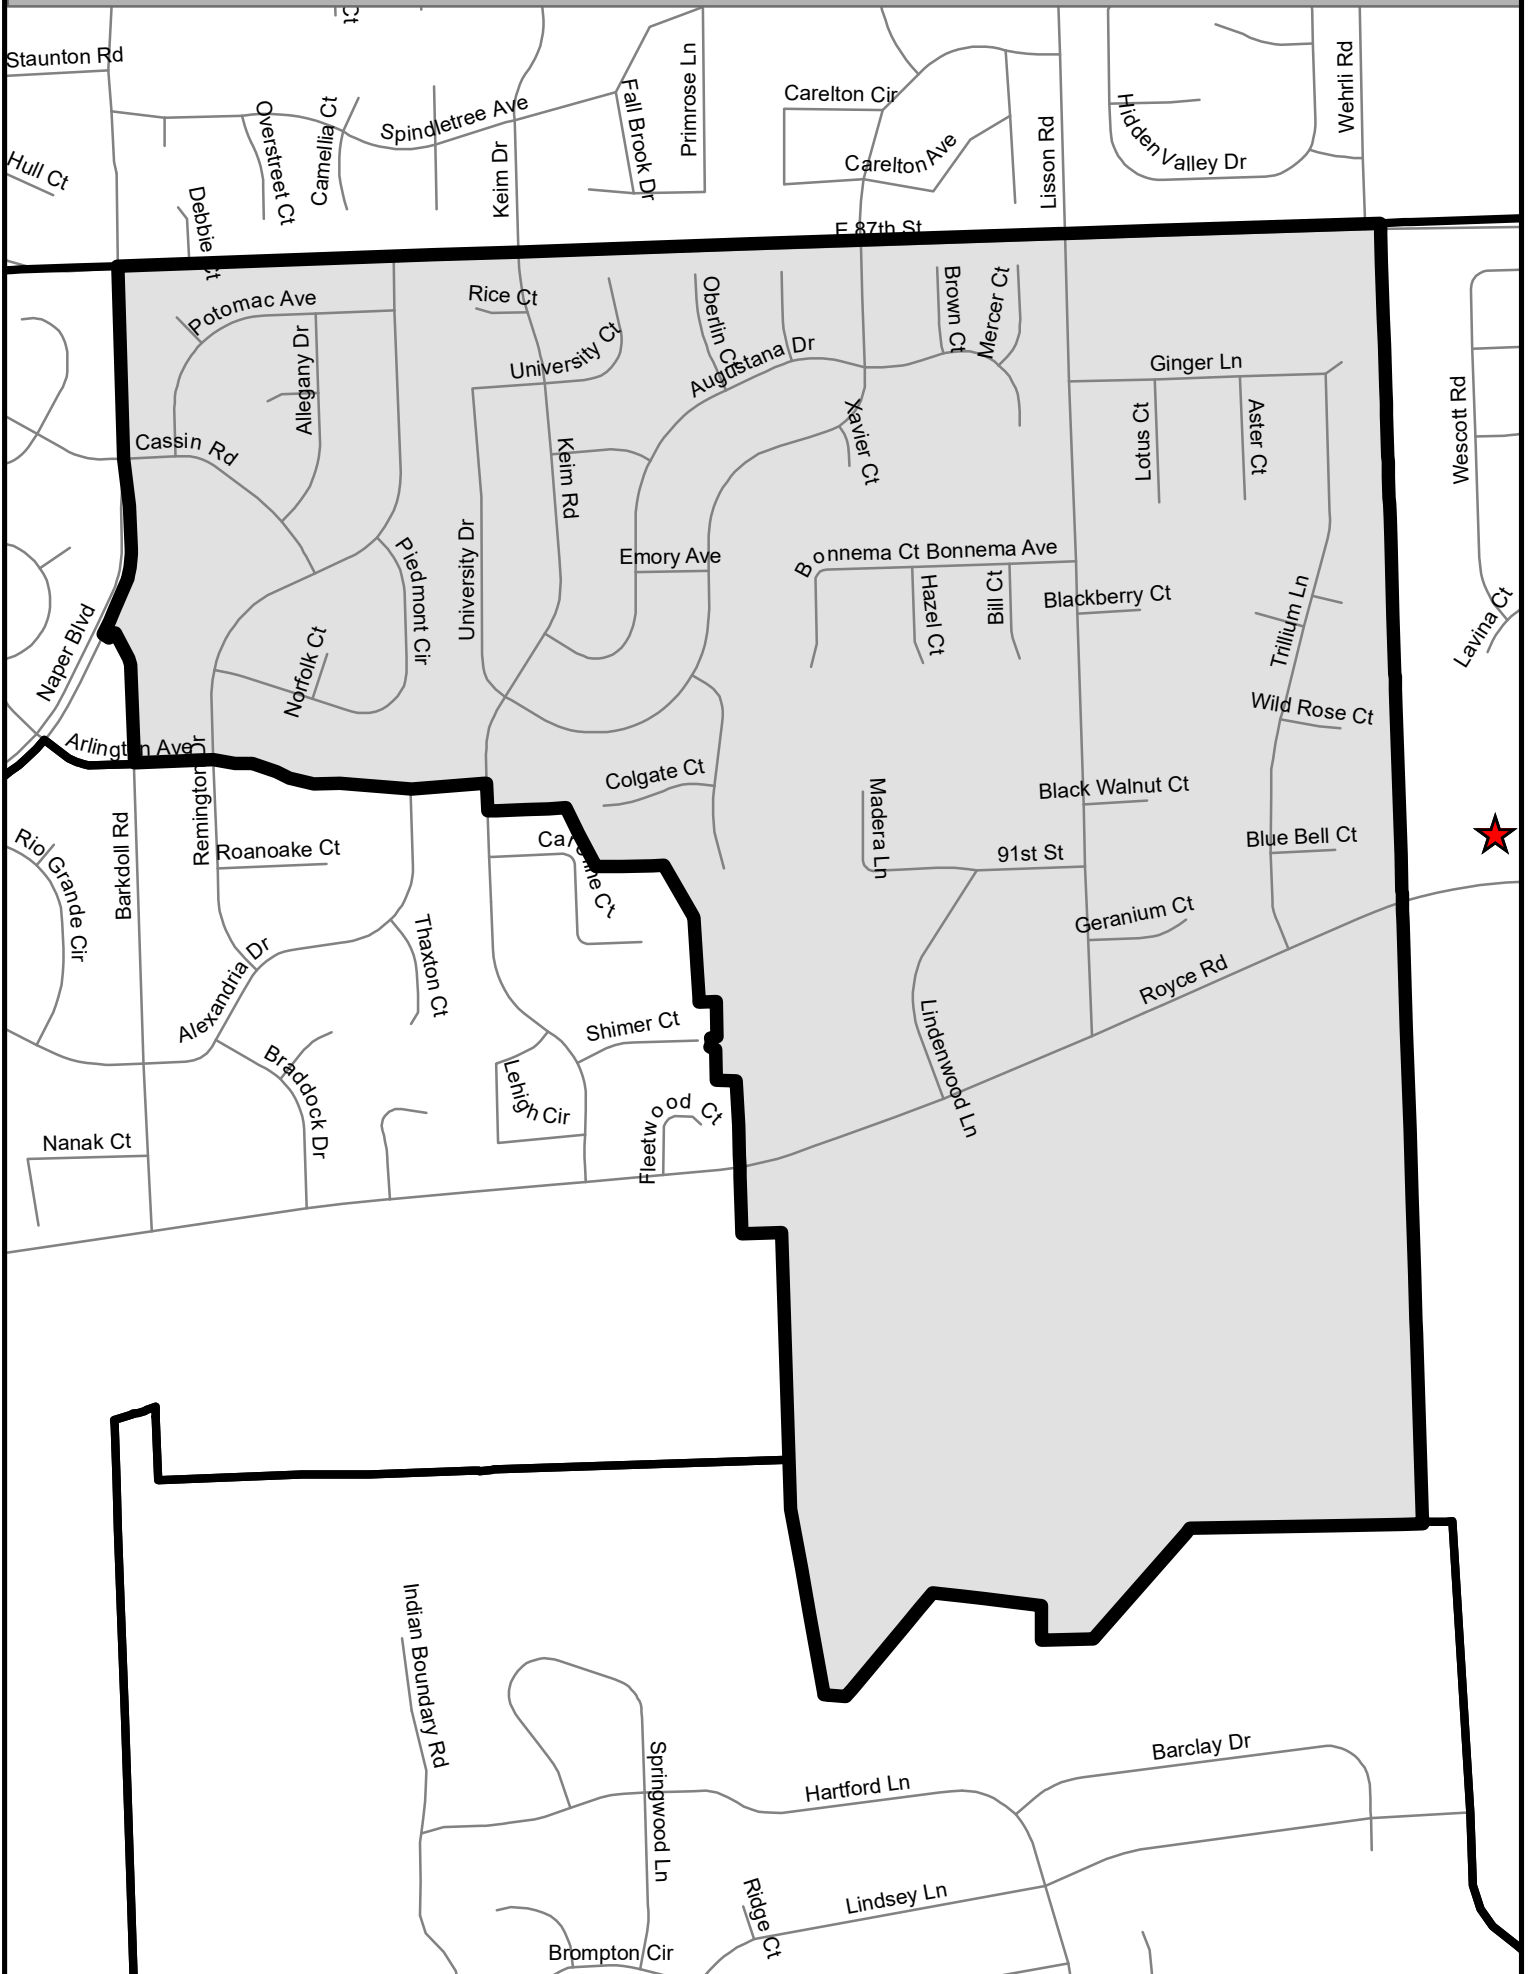 Ct
Staunton Rd
Hull Ct
Overstreet Ct
Camellia Ct
Spindletree Ave
Debbie Ct
Keim Dr
Fall Brook Dr
Primrose Ln
Carelton Cir
Carelton Ave
Lisson Rd
Hidden Valley Dr
Wehrli Rd
E 87th St
Potomac Ave
Allegany Dr
Rice Ct
University Ct
Oberlin Ct
Augustana Dr
Brown Ct
Mercer Ct
Ginger Ln
Lotus Ct
Aster Ct
Wescott Rd
Cassin Rd
Keim Rd
Xavier Ct
University Dr
Piedmont Cir
Emory Ave
Bonnema Ct
Bonnema Ave
Hazel Ct
Bill Ct
Blackberry Ct
Trillium Ln
Lavina Ct
Naper Blvd
Norfolk Ct
Wild Rose Ct
Arlington Ave
Remington Dr
Colgate Ct
Madera Ln
Black Walnut Ct
Blue Bell Ct
91st St
Rio Grande Cir
Barkdoll Rd
Roanoake Ct
Caroline Ct
Geranium Ct
Thaxton Ct
Alexandria Dr
Royce Rd
Shimer Ct
Lindenwood Ln
Braddock Dr
Lehigh Cir
Fleetwood Ct
Nanak Ct
Indian Boundary Rd
Springwood Ln
Hartford Ln
Barclay Dr
Ridge Ct
Lindsey Ln
Brompton Cir